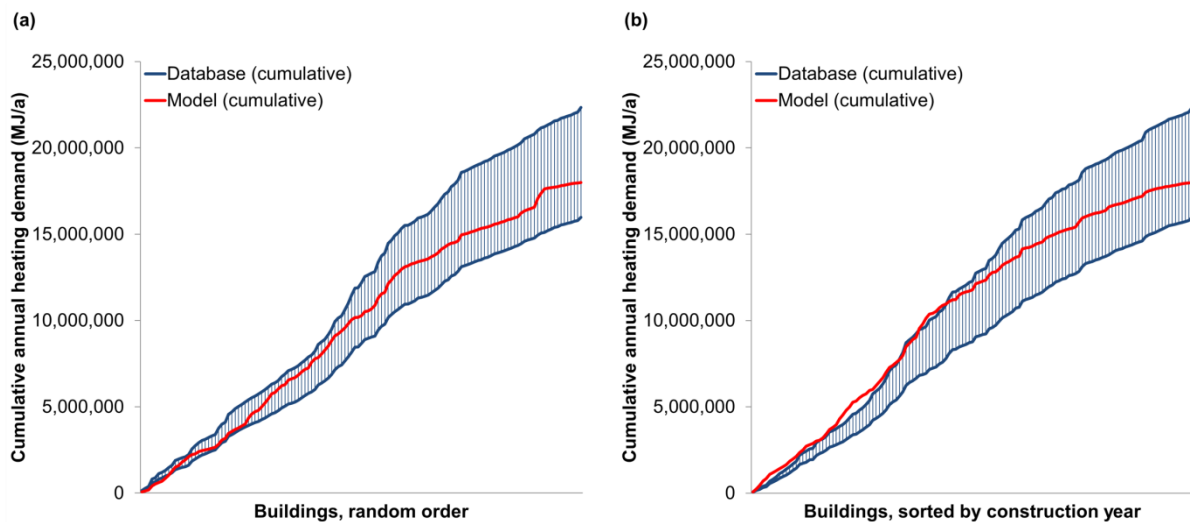 (a)
Cumulative annual heating demand (MJ/a)
25,000,000
20,000,000
15,000,000
10,000,000
5,000,000
0
Database (cumulative)
Model (cumulative)
Buildings, random order
(b)
Cumulative annual heating demand (MJ/a)
25,000,000
20,000,000
15,000,000
10,000,000
5,000,000
0
Database (cumulative)
Model (cumulative)
Buildings, sorted by construction year